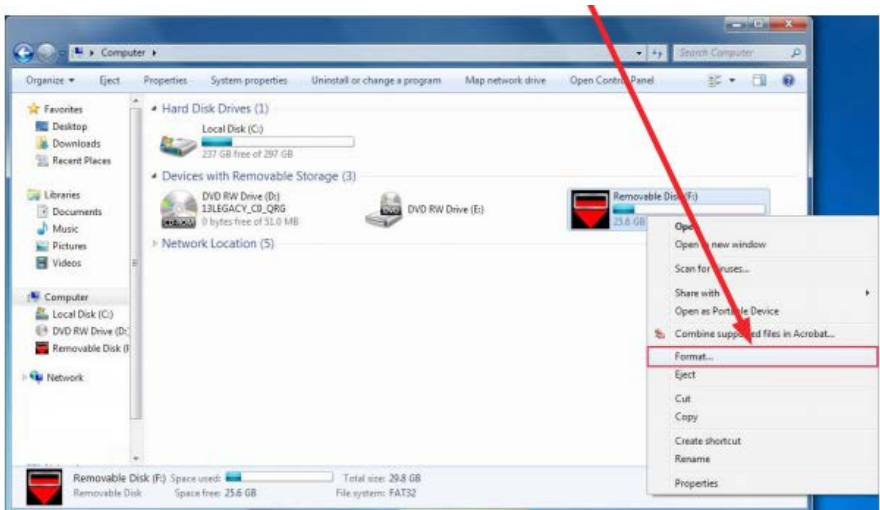 Computer
Search Computer
Organize
Eject
Properties
System properties
Uninstall or change a program
Map network drive
Open Control Panel
Favorites
Desktop
Downloads
Recent Places
Libraries
Documents
Music
Pictures
Videos
Computer
Local Disk (C:)
DVD RW Drive (D:
Removable Disk (F
Network
Hard Disk Drives (1)
Local Disk (C:)
237 GB free of 297 GB
Devices with Removable Storage (3)
DVD RW Drive (D:)
13LEGACY_C0_QRG
0 bytes free of 51.0 MB
DVD RW Drive (E:)
Removable Disk (F:)
25.6 GB
Network Location (5)
Open
Open in new window
Scan for viruses...
Share with
Open as Portable Device
Combine supported files in Acrobat...
Format...
Eject
Cut
Copy
Create shortcut
Rename
Properties
Removable Disk (F:) Space used: Total size: 29.8 GB
Removable Disk Space free: 25.6 GB File system: FAT32